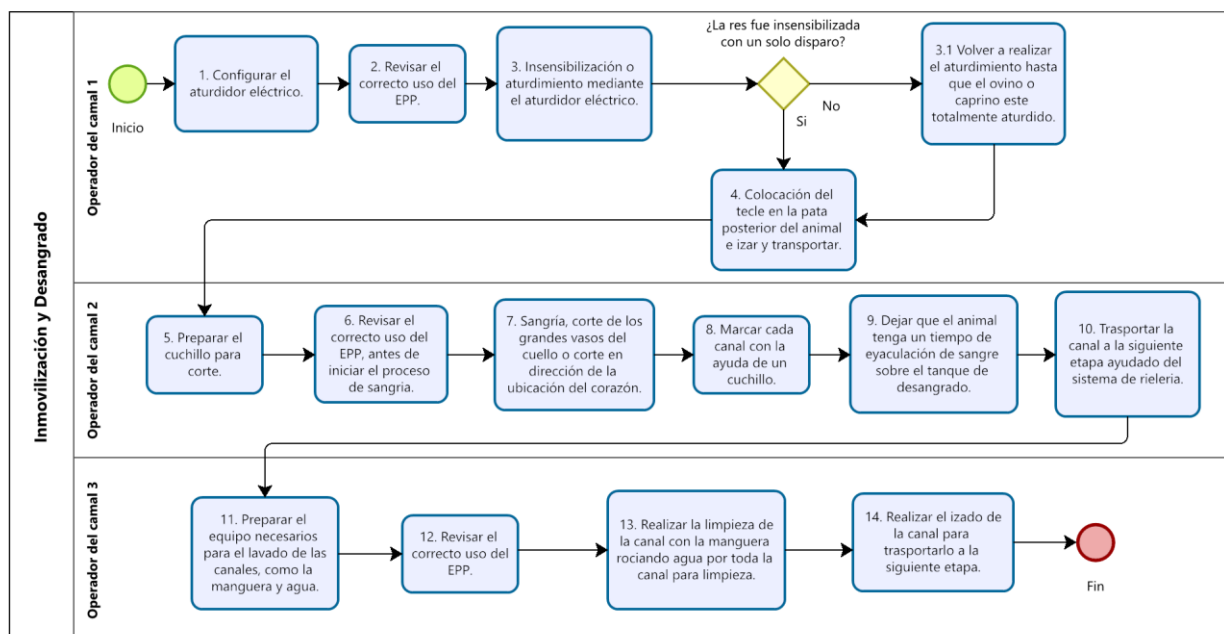 Inmovilización y Desangrado
Operador del camal 1
Inicio
1. Configurar el
aturdidor eléctrico.
2. Revisar el
correcto uso del
EPP.
3. Insensibilización o
aturdimiento mediante
el aturdidor eléctrico.
¿La res fue insensibilizada
con un solo disparo?
No
Si
3.1 Volver a realizar
el aturdimiento hasta
que el ovino o
caprino este
totalmente aturdido.
4. Colocación del
tecle en la pata
posterior del animal
e izar y transportar.
Operador del camal 2
5. Preparar el
cuchillo para
corte.
6. Revisar el
correcto uso del
EPP, antes de
iniciar el proceso
de sangria.
7. Sangría, corte de los
grandes vasos del
cuello o corte en
dirección de la
ubicación del corazón.
8. Marcar cada
canal con la
ayuda de un
cuchillo.
9. Dejar que el animal
tenga un tiempo de
eyaculación de sangre
sobre el tanque de
desangrado.
10. Trasportar la
canal a la siguiente
etapa ayudado del
sistema de rieleria.
Operador del camal 3
11. Preparar el
equipo necesarios
para el lavado de las
canales, como la
manguera y agua.
12. Revisar el
correcto uso del
EPP.
13. Realizar la limpieza de
la canal con la manguera
rociando agua por toda la
canal para limpieza.
14. Realizar el izado de
la canal para
trasportarlo a la
siguiente etapa.
Fin